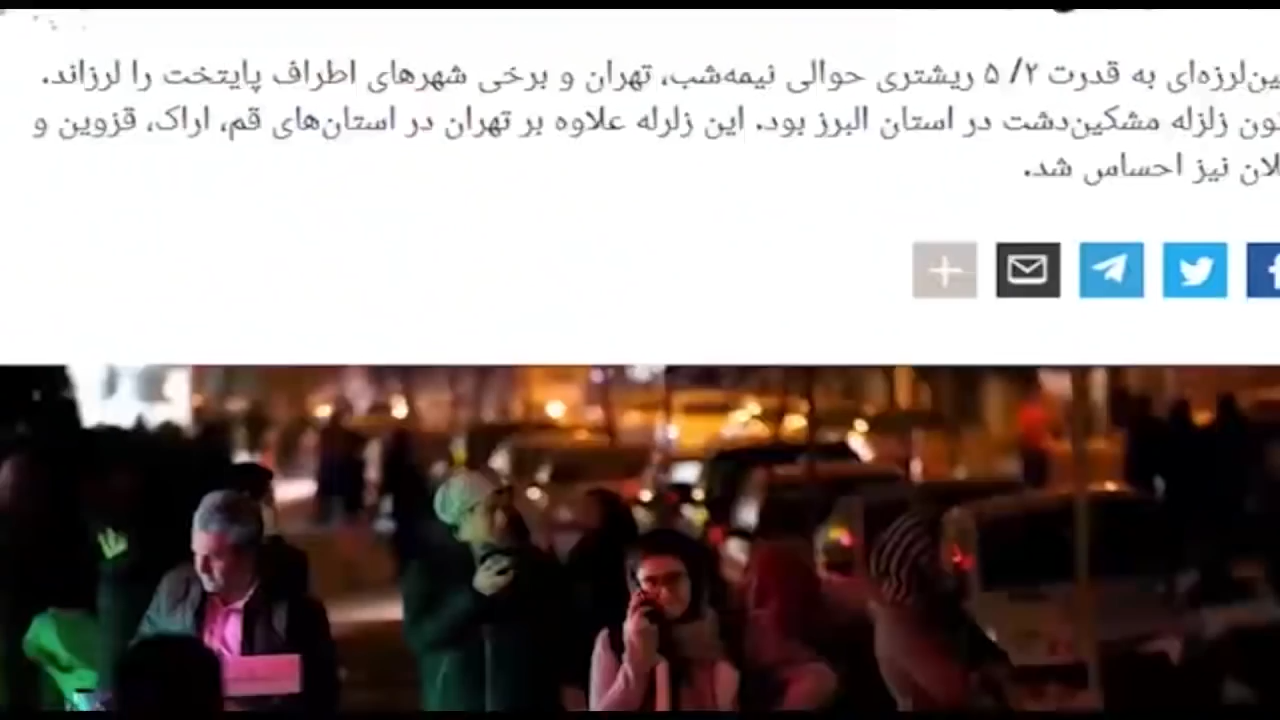 ین‌لرزه‌ای به قدرت ۵/۲ ریشتری حوالی نیمه‌شب، تهران و برخی شهرهای اطراف پایتخت را لرزاند.
ون زلزله مشکین‌دشت در استان البرز بود. این زلرله علاوه بر تهران در استان‌های قم، اراک، قزوین و
لان نیز احساس شد.